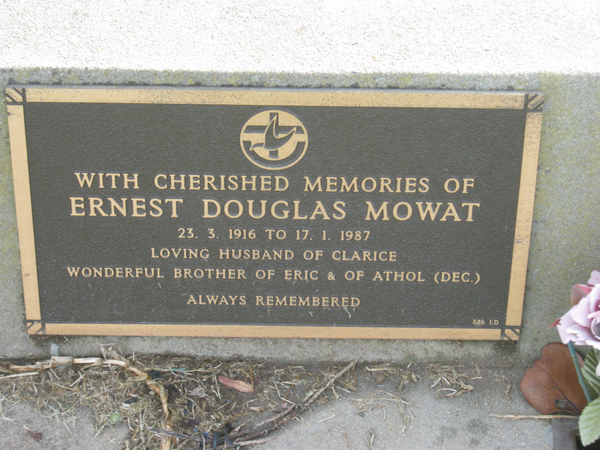 WITH CHERISHED MEMORIES OF
ERNEST DOUGLAS MOWAT
23. 3. 1916 TO 17. 1. 1987
LOVING HUSBAND OF CLARICE
WONDERFUL BROTHER OF ERIC & OF ATHOL (DEC.)
ALWAYS REMEMBERED